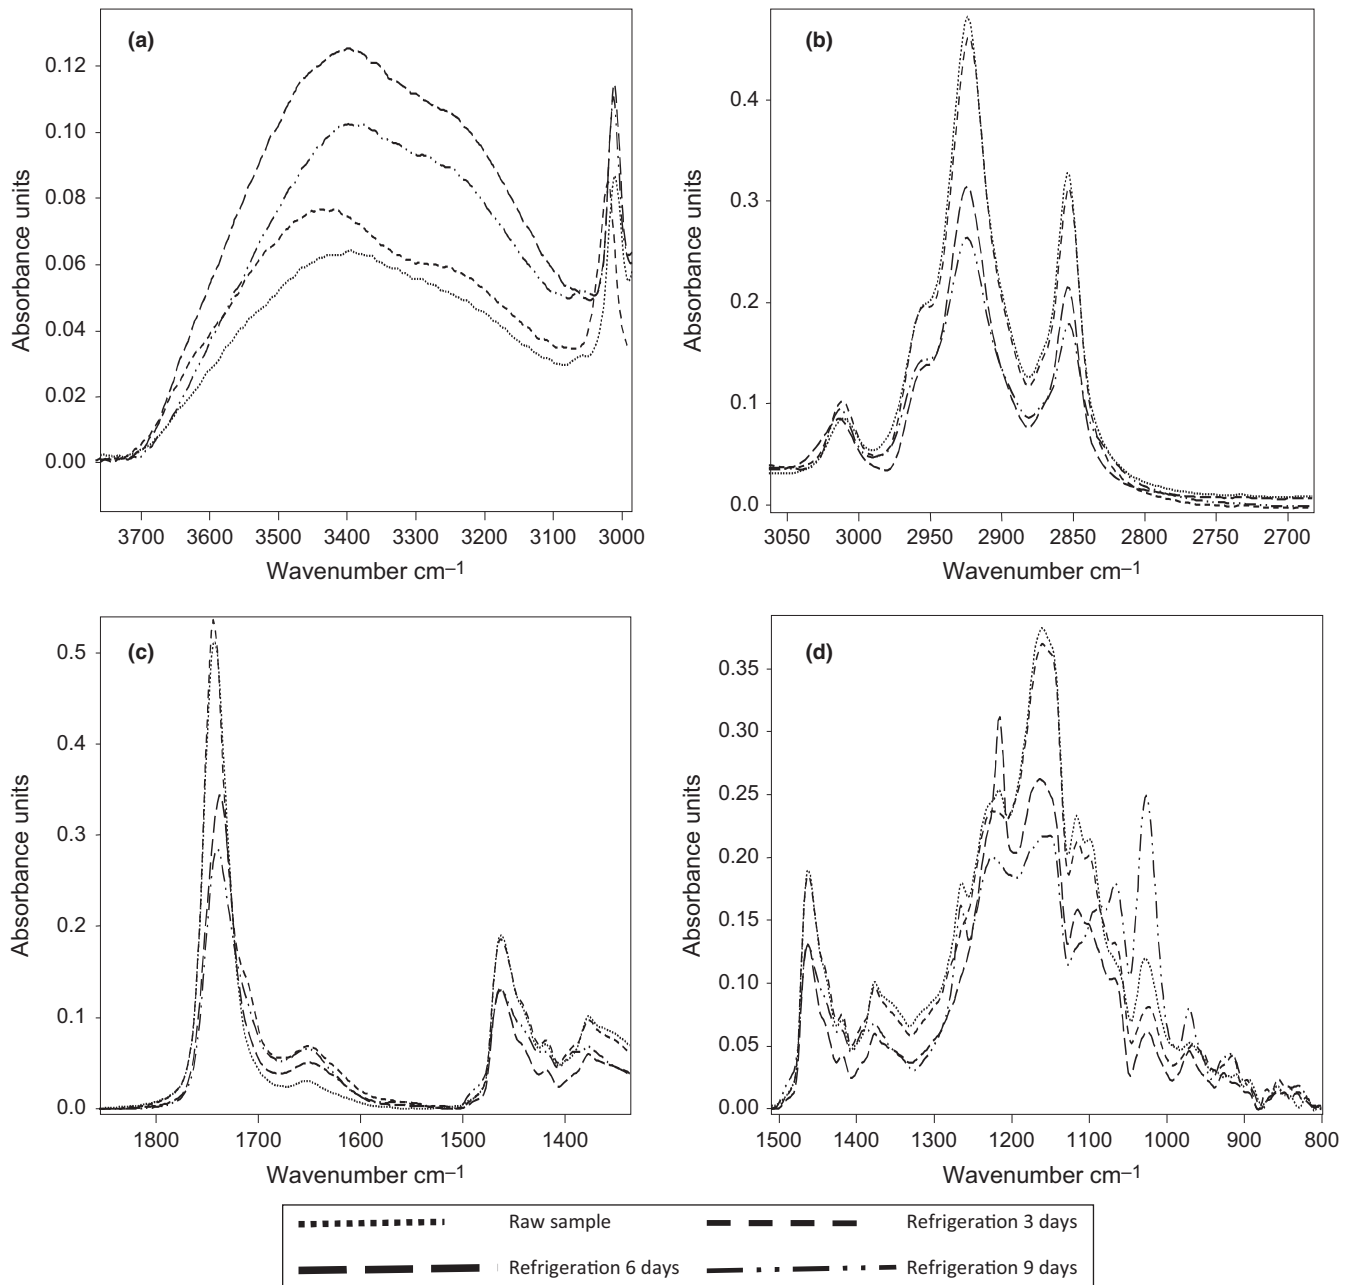 (a)
Absorbance units
0.12
0.10
0.08
0.06
0.04
0.02
0.00
3700 3600 3500 3400 3300 3200 3100 3000
Wavenumber cm–1
(b)
Absorbance units
0.4
0.3
0.2
0.1
0.0
3050 3000 2950 2900 2850 2800 2750 2700
Wavenumber cm–1
(c)
Absorbance units
0.5
0.4
0.3
0.2
0.1
0.0
1800 1700 1600 1500 1400
Wavenumber cm–1
(d)
Absorbance units
0.35
0.30
0.25
0.20
0.15
0.10
0.05
0.00
1500 1400 1300 1200 1100 1000 900 800
Wavenumber cm–1
Raw sample Refrigeration 3 days
Refrigeration 6 days Refrigeration 9 days